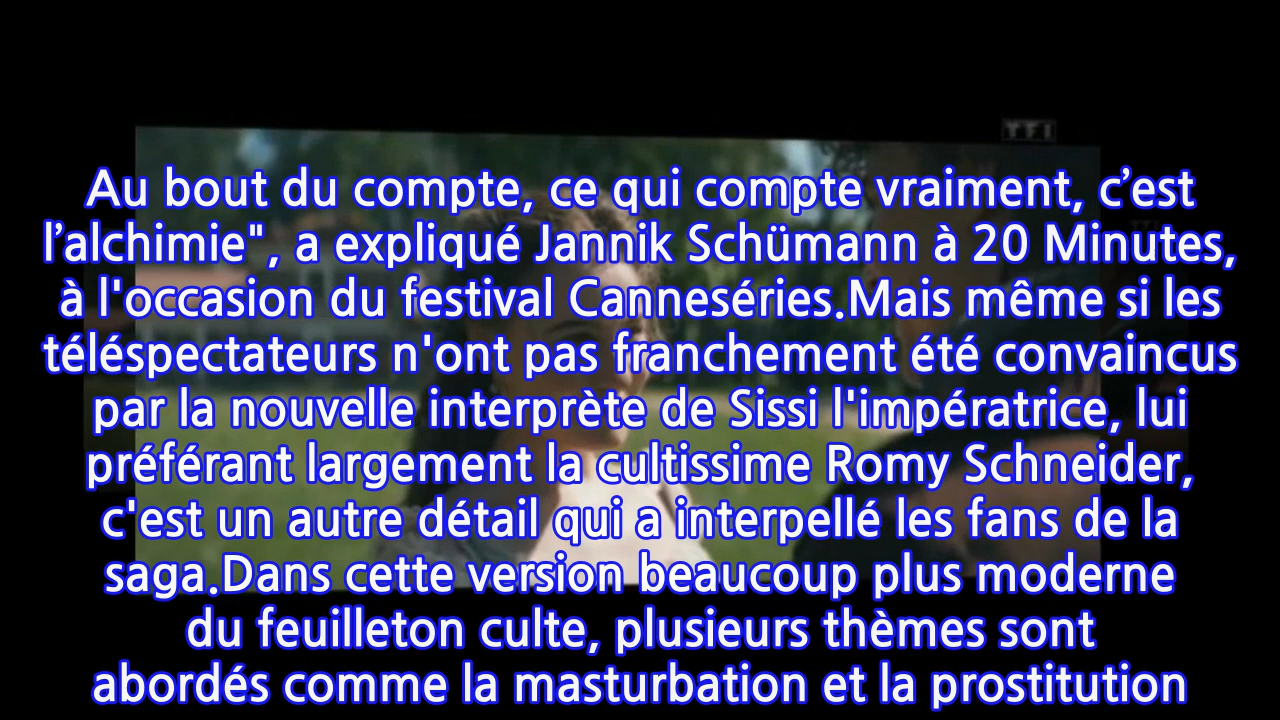 TF1
Au bout du compte, ce qui compte vraiment, c’est
l’alchimie", a expliqué Jannik Schümann à 20 Minutes,
à l'occasion du festival Canneséries.Mais même si les
téléspectateurs n'ont pas franchement été convaincus
par la nouvelle interprète de Sissi l'impératrice, lui
préférant largement la cultissime Romy Schneider,
c'est un autre détail qui a interpellé les fans de la
saga.Dans cette version beaucoup plus moderne
du feuilleton culte, plusieurs thèmes sont
abordés comme la masturbation et la prostitution